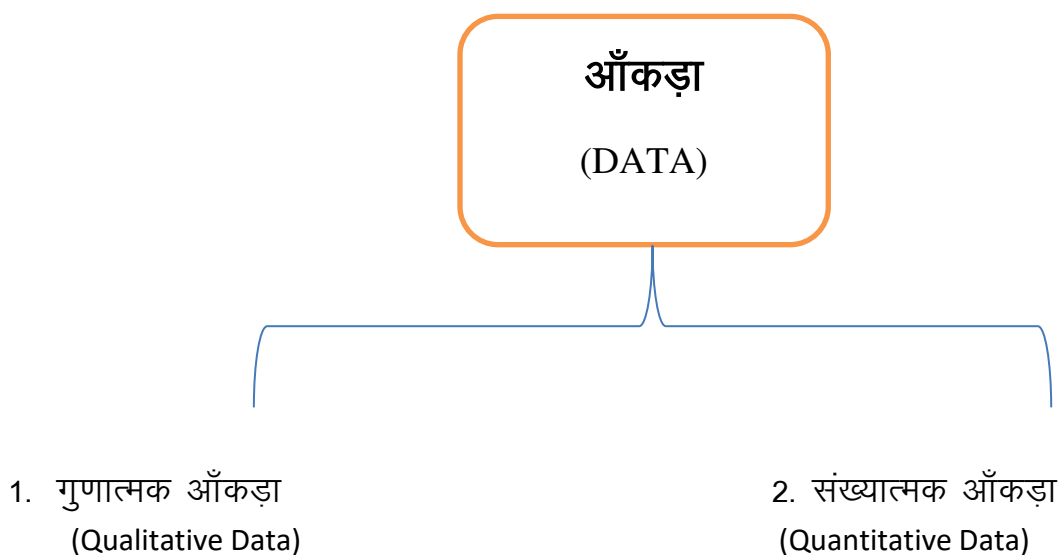 आँकड़ा
(DATA)
1. गुणात्मक आँकड़ा
(Qualitative Data)
2. संख्यात्मक आँकड़ा
(Quantitative Data)